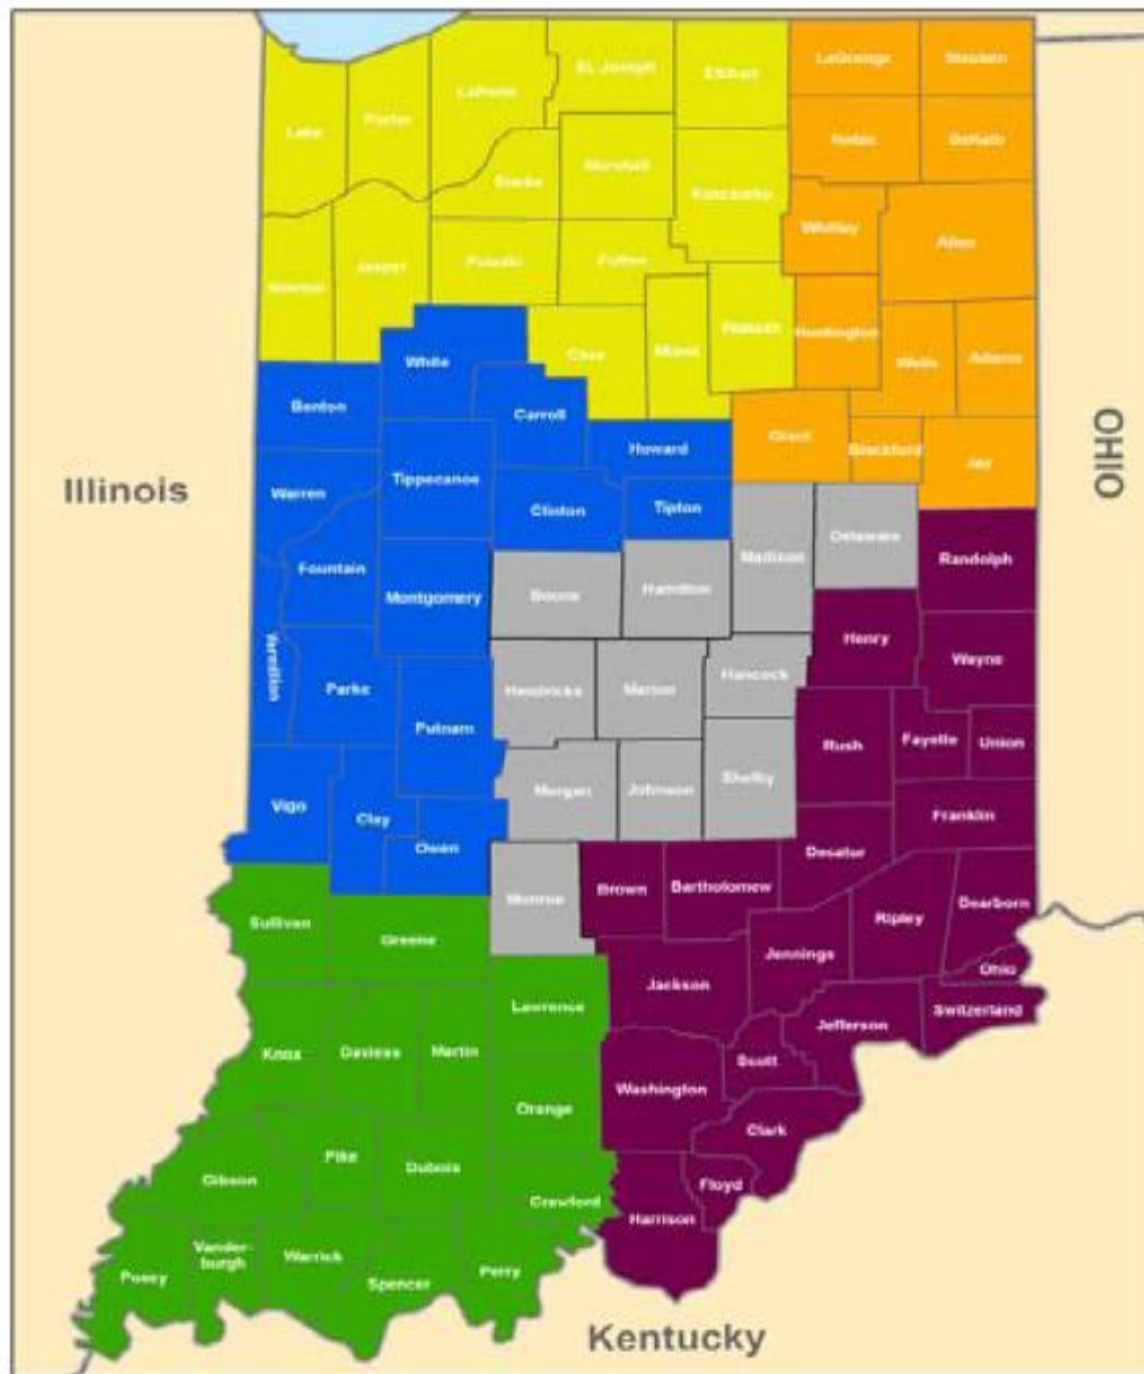 LaGrange
Steuben
St. Joseph
Elkhart
LaPorte
Lake
Porter
Noble
DeKalb
Marshall
Starke
Kosciusko
Whitley
Allen
Jasper
Pulaski
Fulton
Newton
Huntington
Wabash
Miami
Cass
Wells
Adams
White
Benton
Carroll
Grant
Blackford
Howard
Jay
Illinois
OHIO
Warren
Tippecanoe
Clinton
Tipton
Delaware
Madison
Randolph
Fountain
Montgomery
Boone
Hamilton
Henry
Wayne
Vermillion
Parke
Hendricks
Marion
Hancock
Putnam
Rush
Fayette
Union
Vigo
Clay
Morgan
Johnson
Shelby
Franklin
Owen
Decatur
Monroe
Brown
Bartholomew
Dearborn
Ripley
Sullivan
Greene
Jennings
Ohio
Jackson
Lawrence
Switzerland
Jefferson
Knox
Daviess
Martin
Scott
Washington
Orange
Clark
Pike
Dubois
Gibson
Floyd
Crawford
Harrison
Vander-
burgh
Warrick
Posey
Spencer
Perry
Kentucky